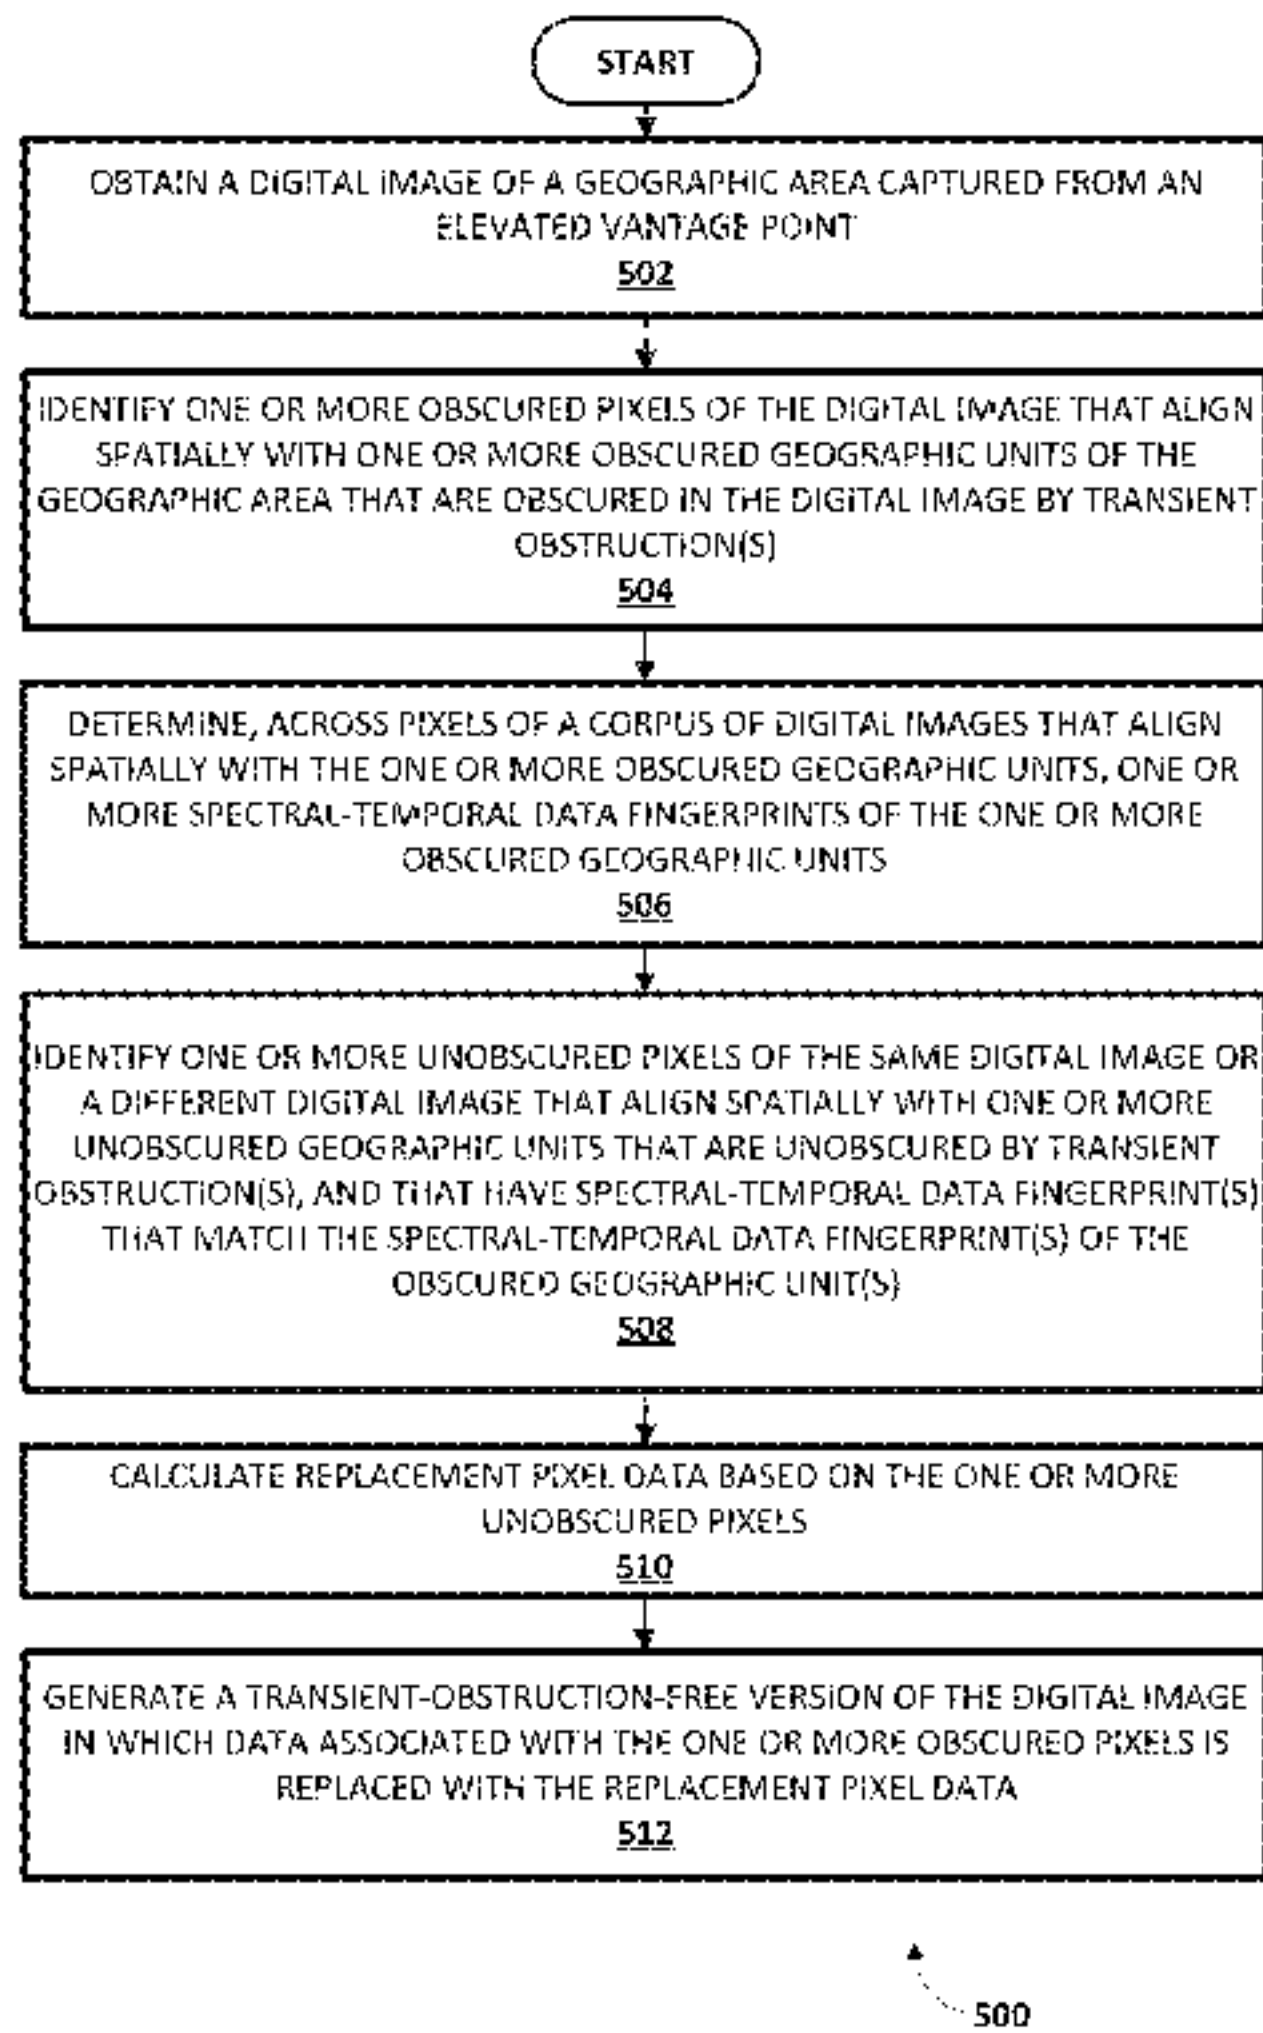 START
OBTAIN A DIGITAL IMAGE OF A GEOGRAPHIC AREA CAPTURED FROM AN
ELEVATED VANTAGE POINT
502
IDENTIFY ONE OR MORE OBSCURED PIXELS OF THE DIGITAL IMAGE THAT ALIGN
SPATIALLY WITH ONE OR MORE OBSCURED GEOGRAPHIC UNITS OF THE
GEOGRAPHIC AREA THAT ARE OBSCURED IN THE DIGITAL IMAGE BY TRANSIENT
OBSTRUCTION(S)
504
DETERMINE, ACROSS PIXELS OF A CORPUS OF DIGITAL IMAGES THAT ALIGN
SPATIALLY WITH THE ONE OR MORE OBSCURED GEOGRAPHIC UNITS, ONE OR
MORE SPECTRAL-TEMPORAL DATA FINGERPRINTS OF THE ONE OR MORE
OBSCURED GEOGRAPHIC UNITS
506
IDENTIFY ONE OR MORE UNOBSCURED PIXELS OF THE SAME DIGITAL IMAGE OR
A DIFFERENT DIGITAL IMAGE THAT ALIGN SPATIALLY WITH ONE OR MORE
UNOBSCURED GEOGRAPHIC UNITS THAT ARE UNOBSCURED BY TRANSIENT
OBSTRUCTION(S), AND THAT HAVE SPECTRAL-TEMPORAL DATA FINGERPRINT(S)
THAT MATCH THE SPECTRAL-TEMPORAL DATA FINGERPRINT(S) OF THE
OBSCURED GEOGRAPHIC UNIT(S)
508
CALCULATE REPLACEMENT PIXEL DATA BASED ON THE ONE OR MORE
UNOBSCURED PIXELS
510
GENERATE A TRANSIENT-OBSTRUCTION-FREE VERSION OF THE DIGITAL IMAGE
IN WHICH DATA ASSOCIATED WITH THE ONE OR MORE OBSCURED PIXELS IS
REPLACED WITH THE REPLACEMENT PIXEL DATA
512
500